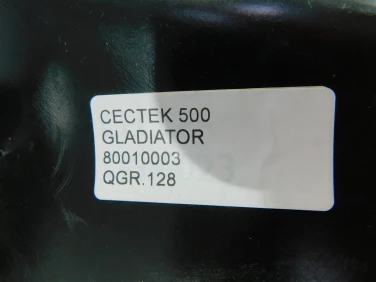 CECTEK 500
GLADIATOR
80010003
QGR.128